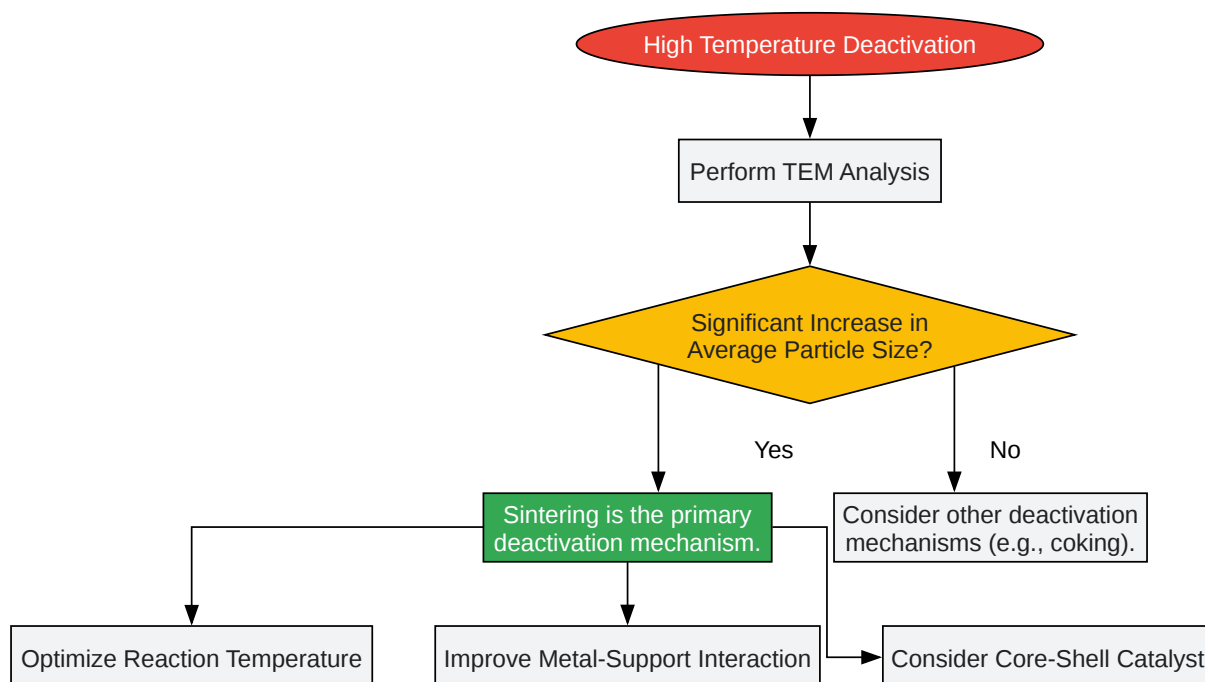 High Temperature Deactivation
Perform TEM Analysis
Significant Increase in
Average Particle Size?
Yes
No
Sintering is the primary
deactivation mechanism.
Consider other deactivation
mechanisms (e.g., coking).
Optimize Reaction Temperature
Improve Metal-Support Interaction
Consider Core-Shell Catalyst